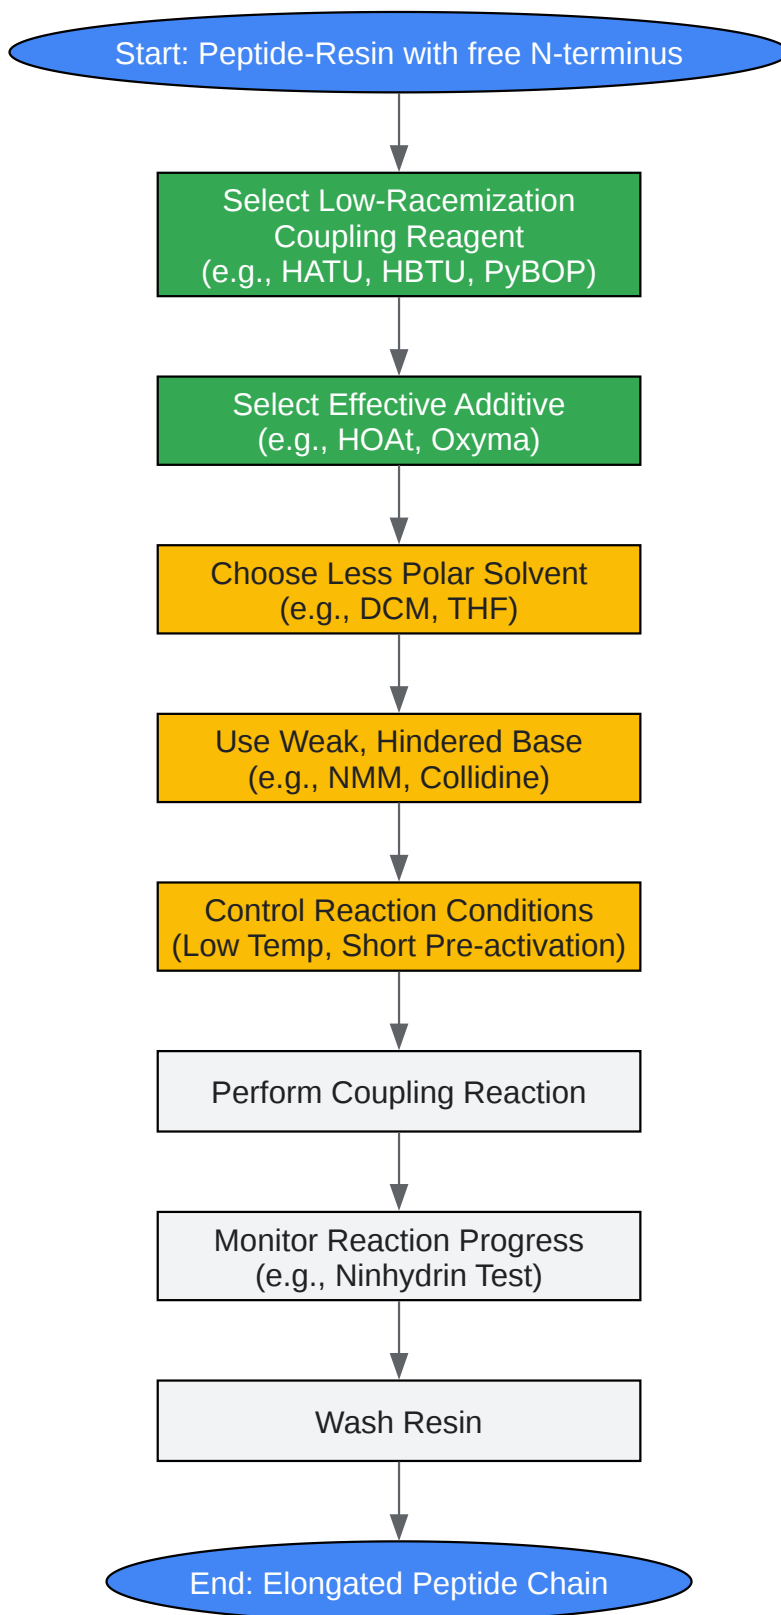 Start: Peptide-Resin with free N-terminus
Select Low-Racemization
Coupling Reagent
(e.g., HATU, HBTU, PyBOP)
Select Effective Additive
(e.g., HOAt, Oxyma)
Choose Less Polar Solvent
(e.g., DCM, THF)
Use Weak, Hindered Base
(e.g., NMM, Collidine)
Control Reaction Conditions
(Low Temp, Short Pre-activation)
Perform Coupling Reaction
Monitor Reaction Progress
(e.g., Ninhydrin Test)
Wash Resin
End: Elongated Peptide Chain